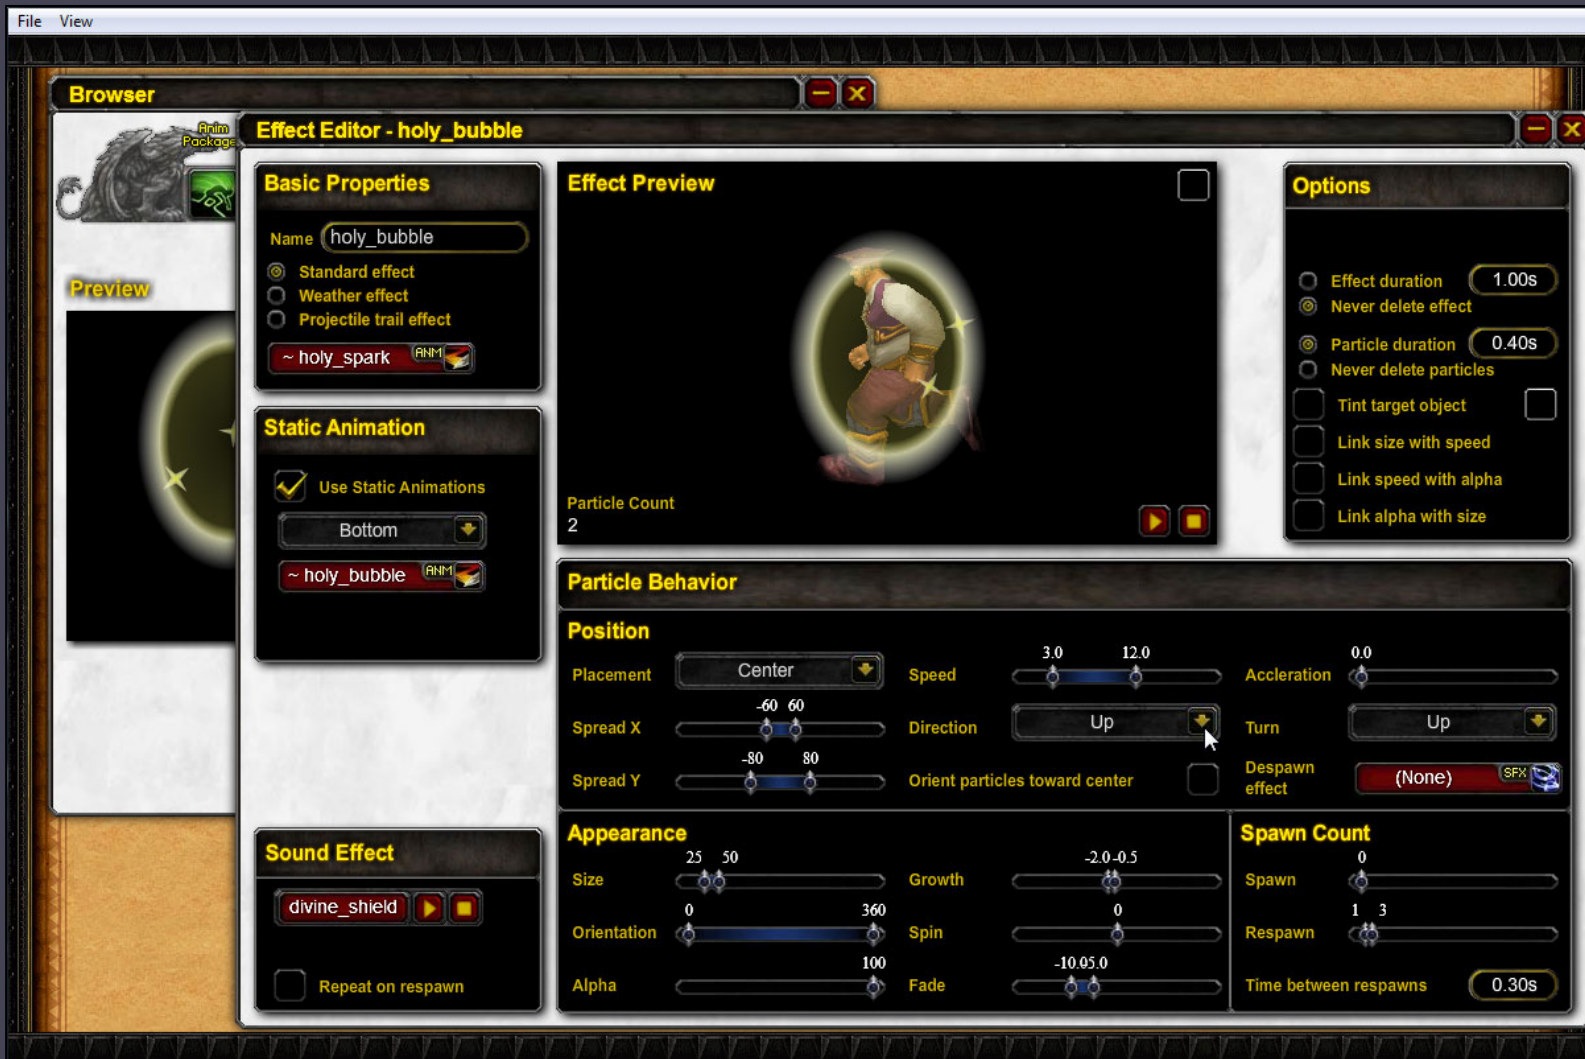 File View
Browser
Anim
Package
Effect Editor - holy_bubble
Preview
Basic Properties
Name holy_bubble
Standard effect
Weather effect
Projectile trail effect
~ holy_spark ANM
Static Animation
Use Static Animations
Bottom
~ holy_bubble ANM
Sound Effect
divine_shield
Repeat on respawn
Effect Preview
Particle Count
2
Options
Effect duration 1.00s
Never delete effect
Particle duration 0.40s
Never delete particles
Tint target object
Link size with speed
Link speed with alpha
Link alpha with size
Particle Behavior
Position
Placement Center
Speed 3.0 12.0
Accleration 0.0
Spread X -60 60
Direction Up
Turn Up
Spread Y -80 80
Orient particles toward center
Despawn
effect
(None) SFX
Appearance
Size 25 50
Growth -2.0 -0.5
Orientation 0 360
Spin 0
Alpha 100
Fade
Spawn Count
Spawn 0
Respawn 1 3
Time between respawns 0.30s